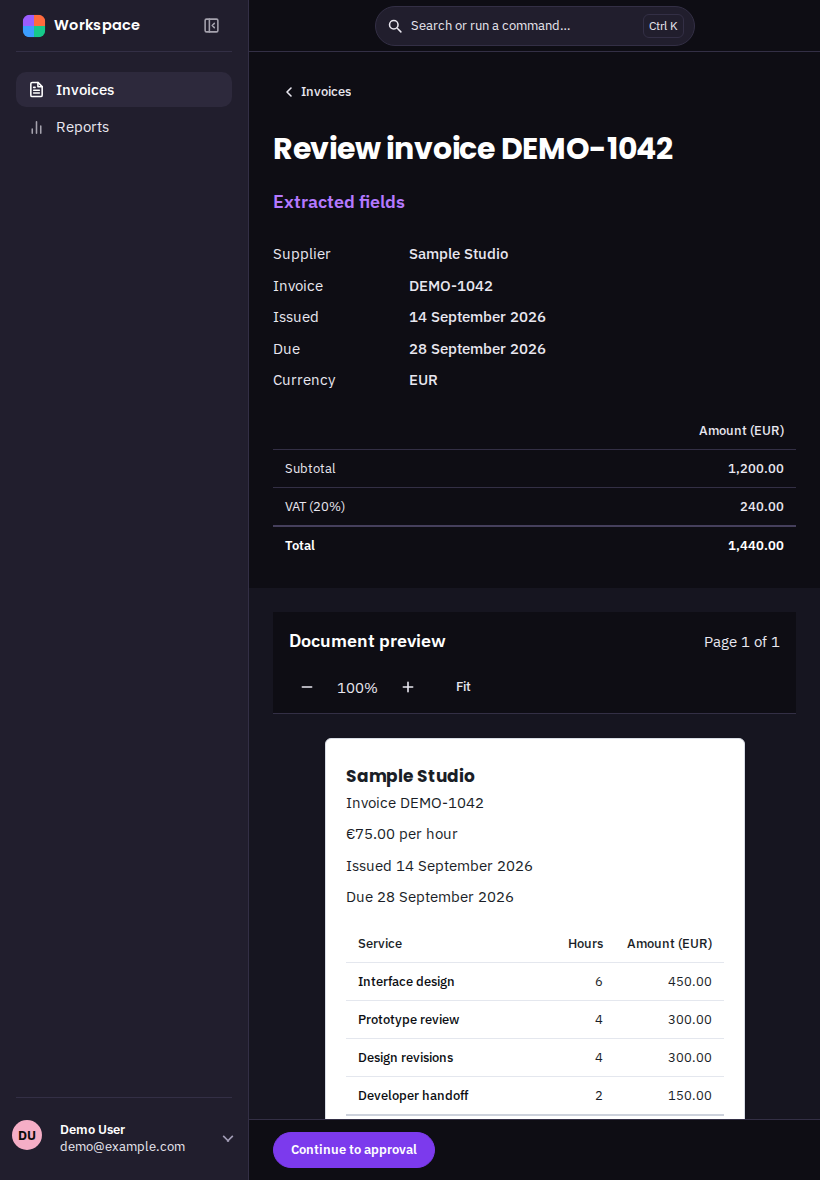 Workspace
Search or run a command...
Ctrl K
Invoices
Reports
Invoices
Review invoice DEMO-1042
Extracted fields
Supplier Sample Studio
Invoice DEMO-1042
Issued 14 September 2026
Due 28 September 2026
Currency EUR
Amount (EUR)
Subtotal 1,200.00
VAT (20%) 240.00
Total 1,440.00
Document preview Page 1 of 1
100% Fit
Sample Studio
Invoice DEMO-1042
€75.00 per hour
Issued 14 September 2026
Due 28 September 2026
Service Hours Amount (EUR)
Interface design 6 450.00
Prototype review 4 300.00
Design revisions 4 300.00
Developer handoff 2 150.00
DU
Demo User
demo@example.com
Continue to approval